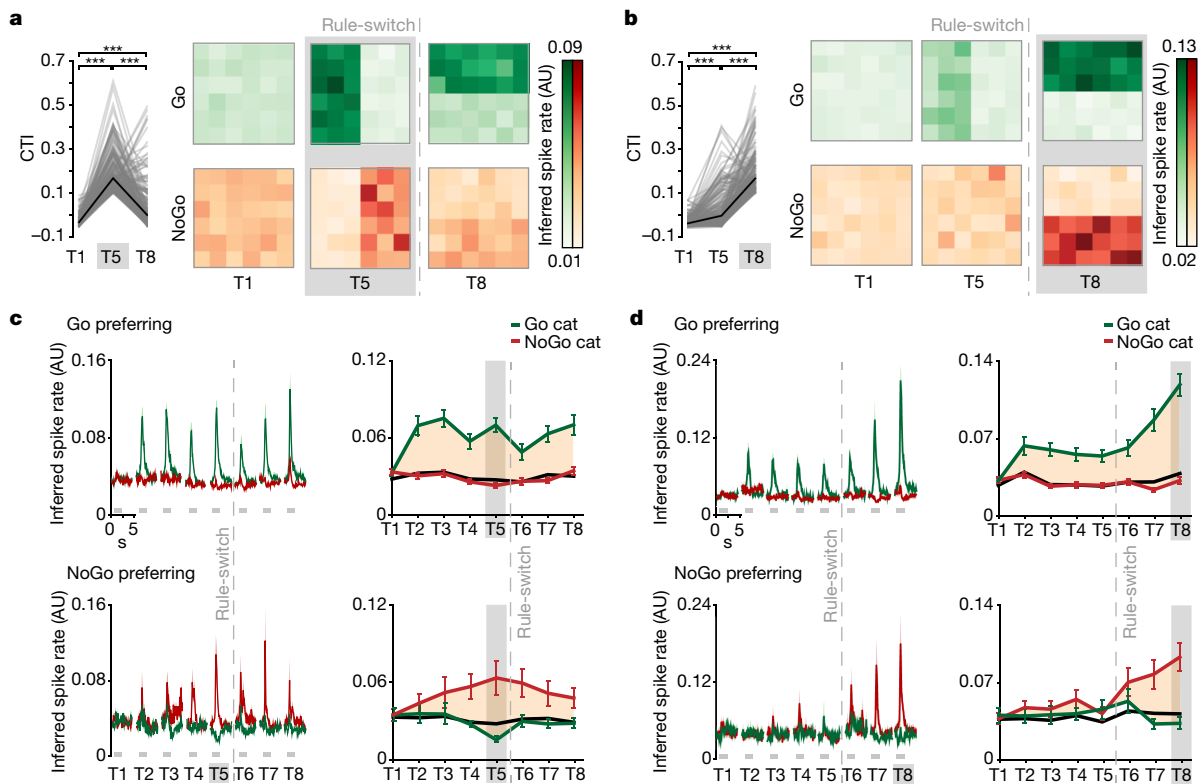 a
b
Rule-switch
Rule-switch
*** 
*** ***
CTI
0.7
0.5
0.3
0.1
−0.1
T1 T5 T8
Go
NoGo
T1 T5 T8
0.09
Inferred spike rate (AU)
0.01
***
*** ***
CTI
0.7
0.5
0.3
0.1
−0.1
T1 T5 T8
Go
NoGo
T1 T5 T8
0.13
Inferred spike rate (AU)
0.02
c
Go preferring
Go cat
NoGo cat
Inferred spike rate (AU)
0.16
0.08
0
0 5
s
0.12
0.06
0
T1 T2 T3 T4 T5 T6 T7 T8
Rule-switch
NoGo preferring
Inferred spike rate (AU)
0.16
0.08
0
T1 T2 T3 T4 T5 T6 T7 T8
Rule-switch
0.12
0.06
0
T1 T2 T3 T4 T5 T6 T7 T8
d
Go preferring
Go cat
NoGo cat
Inferred spike rate (AU)
0.24
0.12
0
0 5
s
0.14
0.07
0
T1 T2 T3 T4 T5 T6 T7 T8
Rule-switch
NoGo preferring
Inferred spike rate (AU)
0.24
0.12
0
T1 T2 T3 T4 T5 T6 T7 T8
Rule-switch
0.14
0.07
0
T1 T2 T3 T4 T5 T6 T7 T8